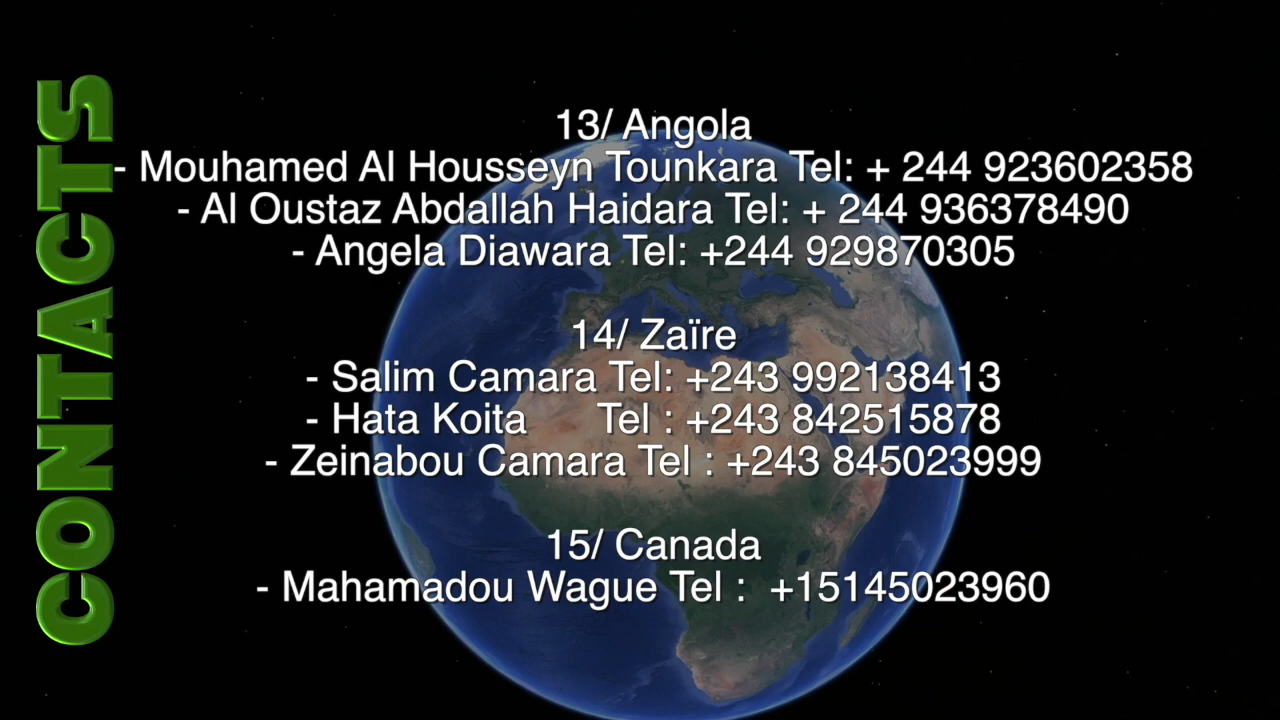 CONTACTS
13/ Angola
- Mouhamed Al Housseyn Tounkara Tel: + 244 923602358
- Al Oustaz Abdallah Haidara Tel: + 244 936378490
- Angela Diawara Tel: +244 929870305
14/ Zaïre
- Salim Camara Tel: +243 992138413
- Hata Koita Tel : +243 842515878
- Zeinabou Camara Tel : +243 845023999
15/ Canada
- Mahamadou Wague Tel : +15145023960